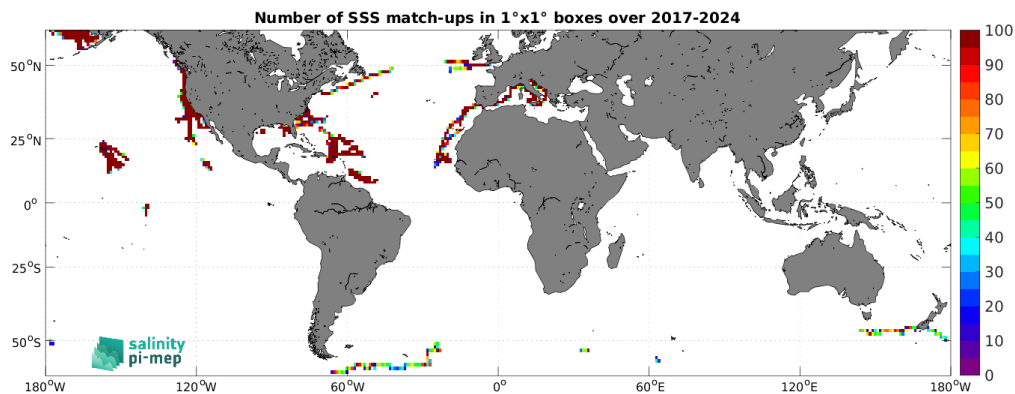 Number of SSS match-ups in 1°x1° boxes over 2017-2024
50°N
25°N
0°
25°S
50°S
180°W
120°W
60°W
0°
60°E
120°E
180°W
salinity
pi-mep
100
90
80
70
60
50
40
30
20
10
0